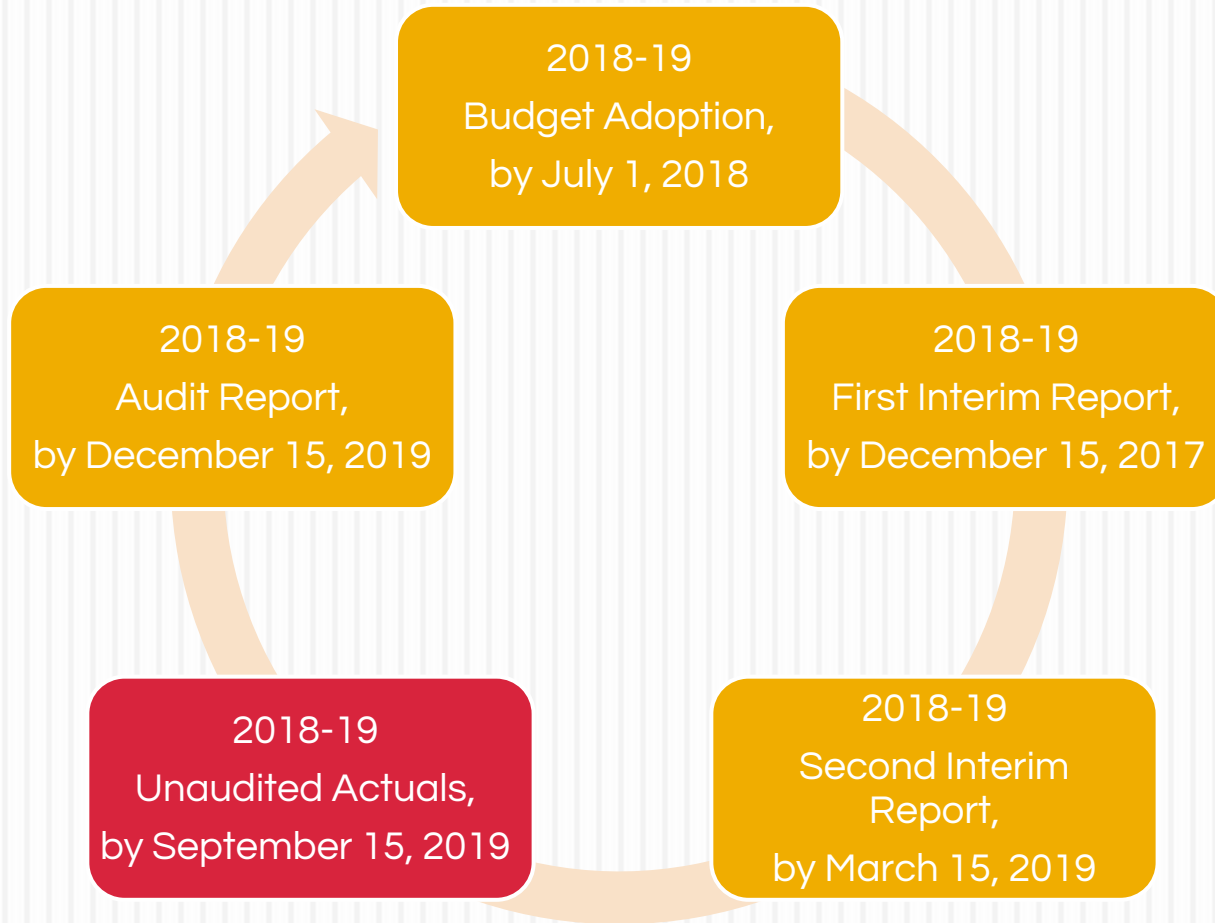 2018-19
Budget Adoption,
by July 1, 2018
2018-19
First Interim Report,
by December 15, 2017
2018-19
Second Interim
Report,
by March 15, 2019
2018-19
Unaudited Actuals,
by September 15, 2019
2018-19
Audit Report,
by December 15, 2019